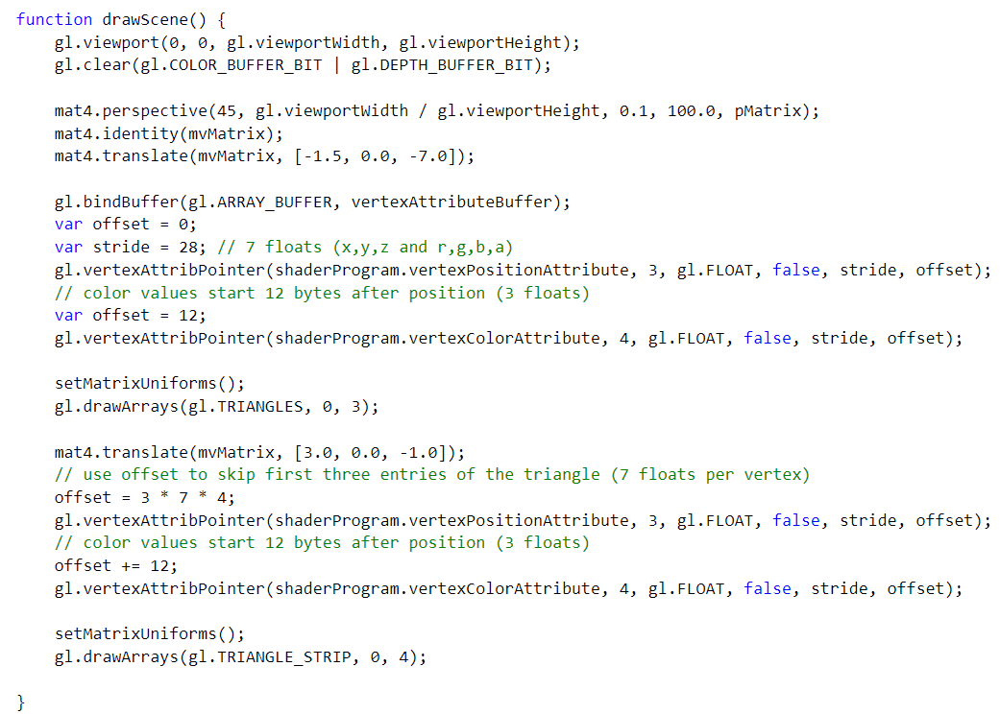 function drawScene() {
    gl.viewport(0, 0, gl.viewportWidth, gl.viewportHeight);
    gl.clear(gl.COLOR_BUFFER_BIT | gl.DEPTH_BUFFER_BIT);

    mat4.perspective(45, gl.viewportWidth / gl.viewportHeight, 0.1, 100.0, pMatrix);
    mat4.identity(mvMatrix);
    mat4.translate(mvMatrix, [-1.5, 0.0, -7.0]);

    gl.bindBuffer(gl.ARRAY_BUFFER, vertexAttributeBuffer);
    var offset = 0;
    var stride = 28; // 7 floats (x,y,z and r,g,b,a)
    gl.vertexAttribPointer(shaderProgram.vertexPositionAttribute, 3, gl.FLOAT, false, stride, offset);
    // color values start 12 bytes after position (3 floats)
    var offset = 12;
    gl.vertexAttribPointer(shaderProgram.vertexColorAttribute, 4, gl.FLOAT, false, stride, offset);

    setMatrixUniforms();
    gl.drawArrays(gl.TRIANGLES, 0, 3);

    mat4.translate(mvMatrix, [3.0, 0.0, -1.0]);
    // use offset to skip first three entries of the triangle (7 floats per vertex)
    offset = 3 * 7 * 4;
    gl.vertexAttribPointer(shaderProgram.vertexPositionAttribute, 3, gl.FLOAT, false, stride, offset);
    // color values start 12 bytes after position (3 floats)
    offset += 12;
    gl.vertexAttribPointer(shaderProgram.vertexColorAttribute, 4, gl.FLOAT, false, stride, offset);

    setMatrixUniforms();
    gl.drawArrays(gl.TRIANGLE_STRIP, 0, 4);

}